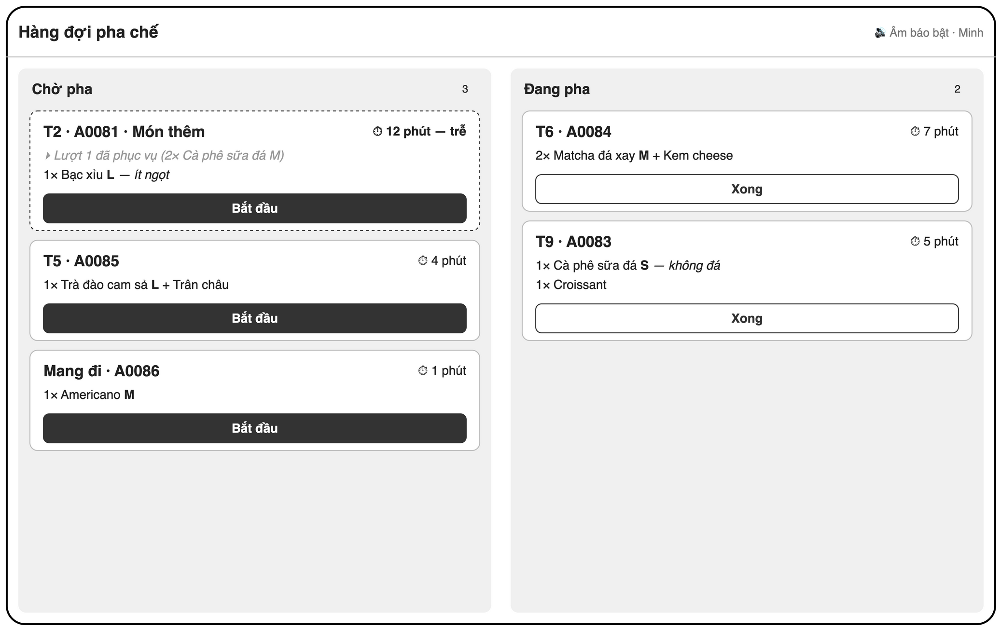 Hàng đợi pha chế
🔊 Âm báo bật · Minh
Chờ pha 3
T2 · A0081 · Món thêm ⏱ 12 phút — trễ
▸ Lượt 1 đã phục vụ (2× Cà phê sữa đá M)
1× Bạc xỉu L — ít ngọt
Bắt đầu
T5 · A0085 ⏱ 4 phút
1× Trà đào cam sả L + Trân châu
Bắt đầu
Mang đi · A0086 ⏱ 1 phút
1× Americano M
Bắt đầu
Đang pha 2
T6 · A0084 ⏱ 7 phút
2× Matcha đá xay M + Kem cheese
Xong
T9 · A0083 ⏱ 5 phút
1× Cà phê sữa đá S — không đá
1× Croissant
Xong